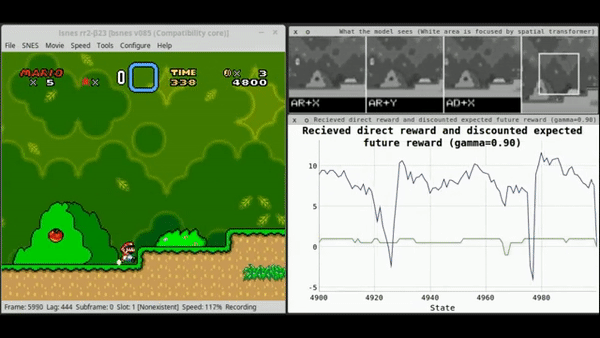 lsnes rr2-β23 [bsnes v085 (Compatibility core)]
File SNES Movie Speed Tools Configure Help
MARIO
x 5
x
0
TIME
338
x 3
4800
Frame: 5990 Lag: 444 Subframe: 0 Slot: 1 [Nonexistent] Speed: 117% Recording
What the model sees (White area is focused by spatial transformer)
AR+X
AR+Y
AD+X
Recieved direct reward and discounted expected future reward (gamma=0.90)
Recieved direct reward and discounted expected
future reward (gamma=0.90)
10
5
0
-5
4900 4920 4940 4960 4980
State